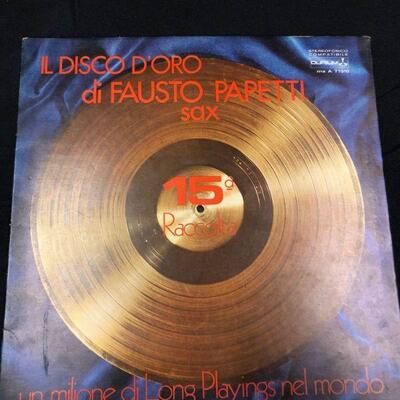 STEREOFONICO
COMPATIBILE
DURIUM
IL DISCO D'ORO
di FAUSTO PAPETTI
sax
15ª
Raccolta
un milione di Long Playings nel mondo